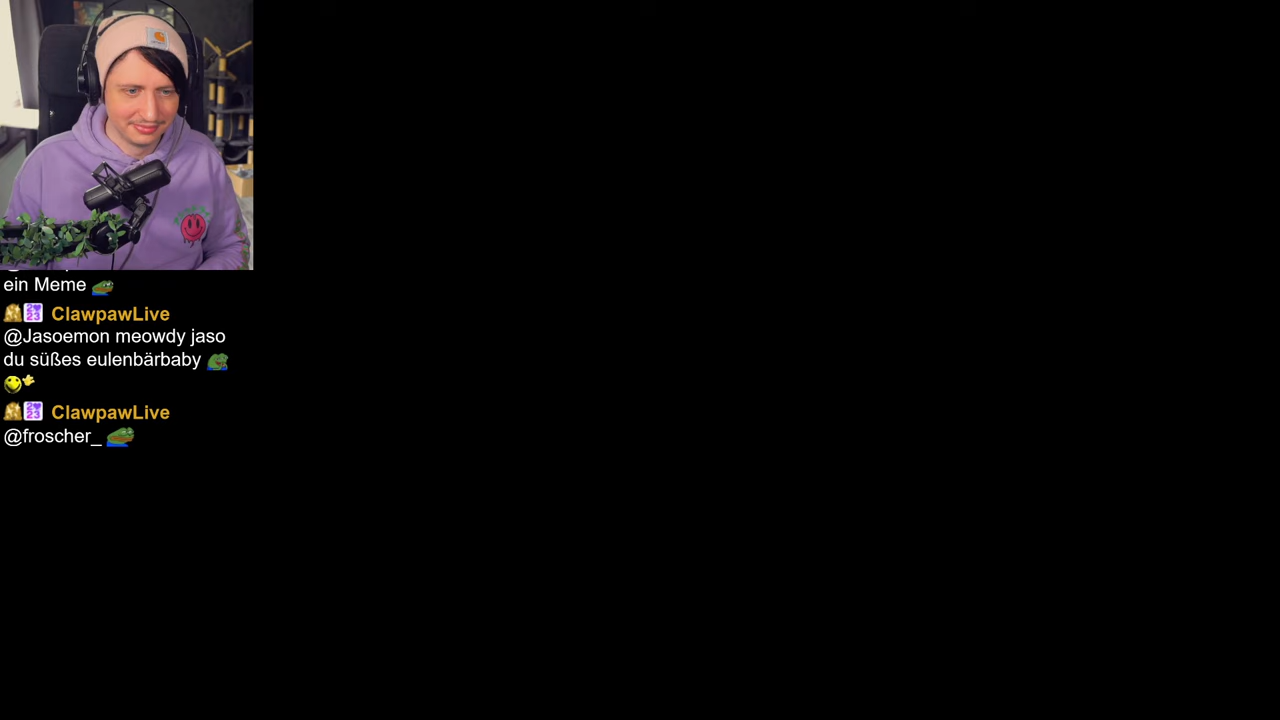 ein Meme
ClawpawLive
@Jasoemon meowdy jaso
du süßes eulenbärbaby
ClawpawLive
@froscher_